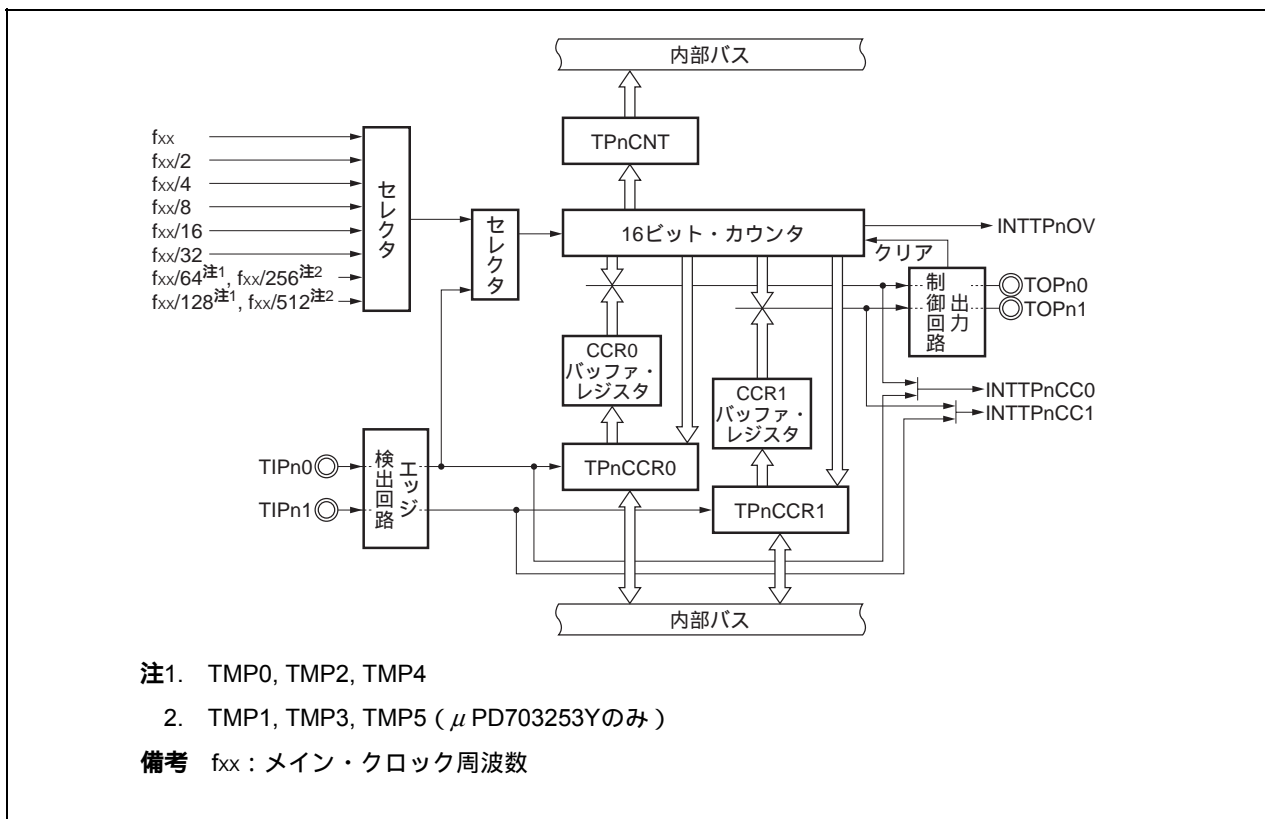 内部バス
TPnCNT
fxx
fxx/2
fxx/4
fxx/8
fxx/16
fxx/32
fxx/64注1, fxx/256注2
fxx/128注1, fxx/512注2
セレクタ
セレクタ
16ビット・カウンタ
INTTPnOV
クリア
出力
制御回路
TOPn0
TOPn1
CCR0
バッファ・
レジスタ
CCR1
バッファ・
レジスタ
INTTPnCC0
INTTPnCC1
TIPn0
TIPn1
エッジ
検出回路
TPnCCR0
TPnCCR1
内部バス
注1. TMP0, TMP2, TMP4
2. TMP1, TMP3, TMP5（μPD703253Yのみ）
備考 fxx：メイン・クロック周波数